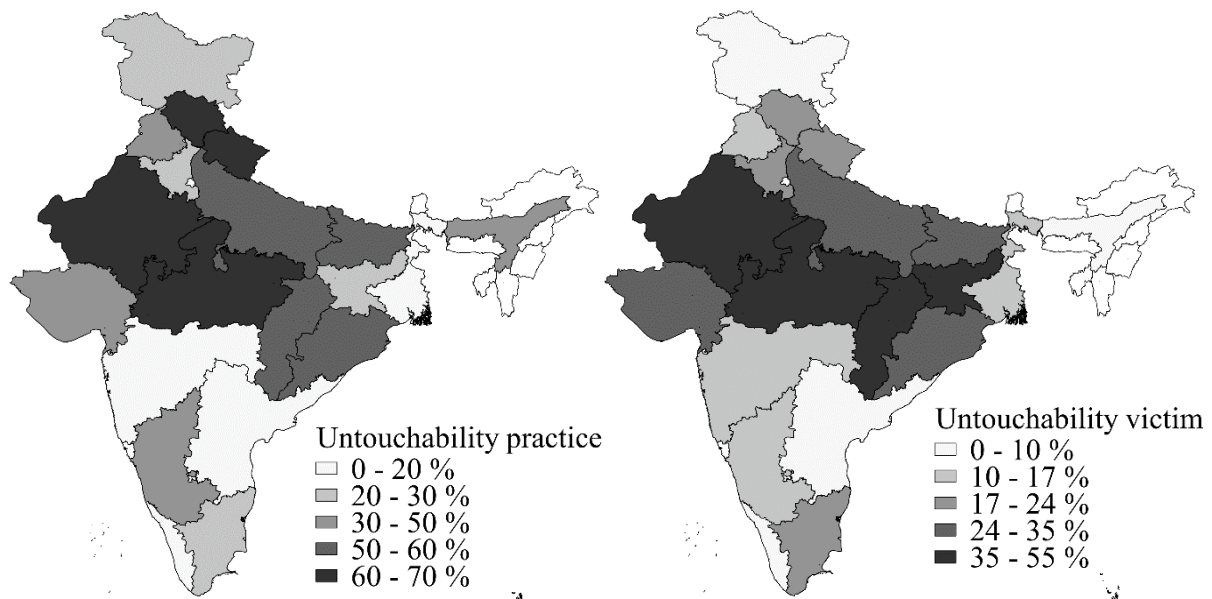 Untouchability practice
0 - 20 %
20 - 30 %
30 - 50 %
50 - 60 %
60 - 70 %
Untouchability victim
0 - 10 %
10 - 17 %
17 - 24 %
24 - 35 %
35 - 55 %